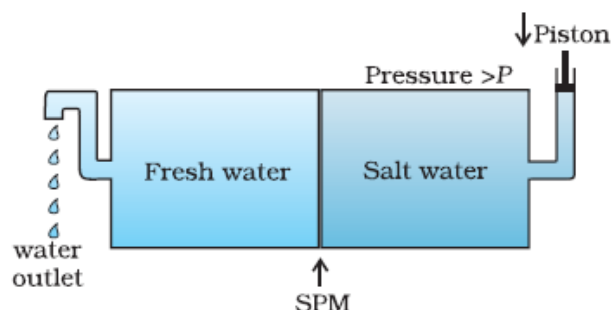 Piston
Pressure >P
Fresh water
Salt water
water
outlet
SPM